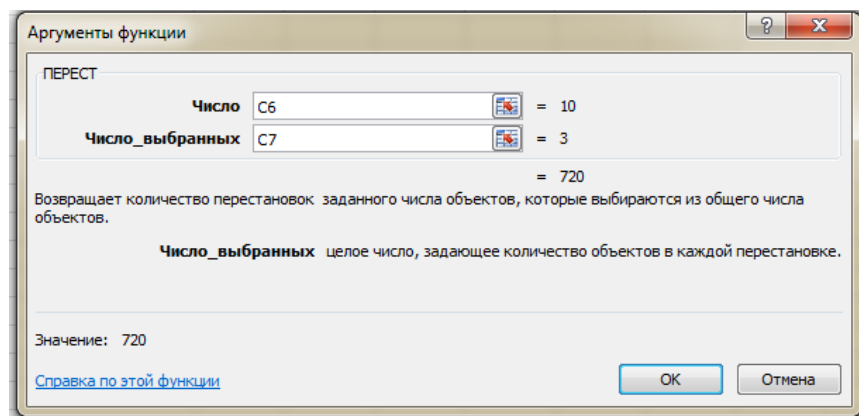 Аргументы функции
ПЕРЕСТ
Число C6 = 10
Число_выбранных C7 = 3
= 720
Возвращает количество перестановок заданного числа объектов, которые выбираются из общего числа
объектов.
Число_выбранных целое число, задающее количество объектов в каждой перестановке.
Значение: 720
Справка по этой функции ОК Отмена